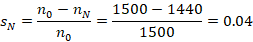 s_N = (n_0 − n_N) / n_0 = (1500 − 1440) / 1500 = 0.04